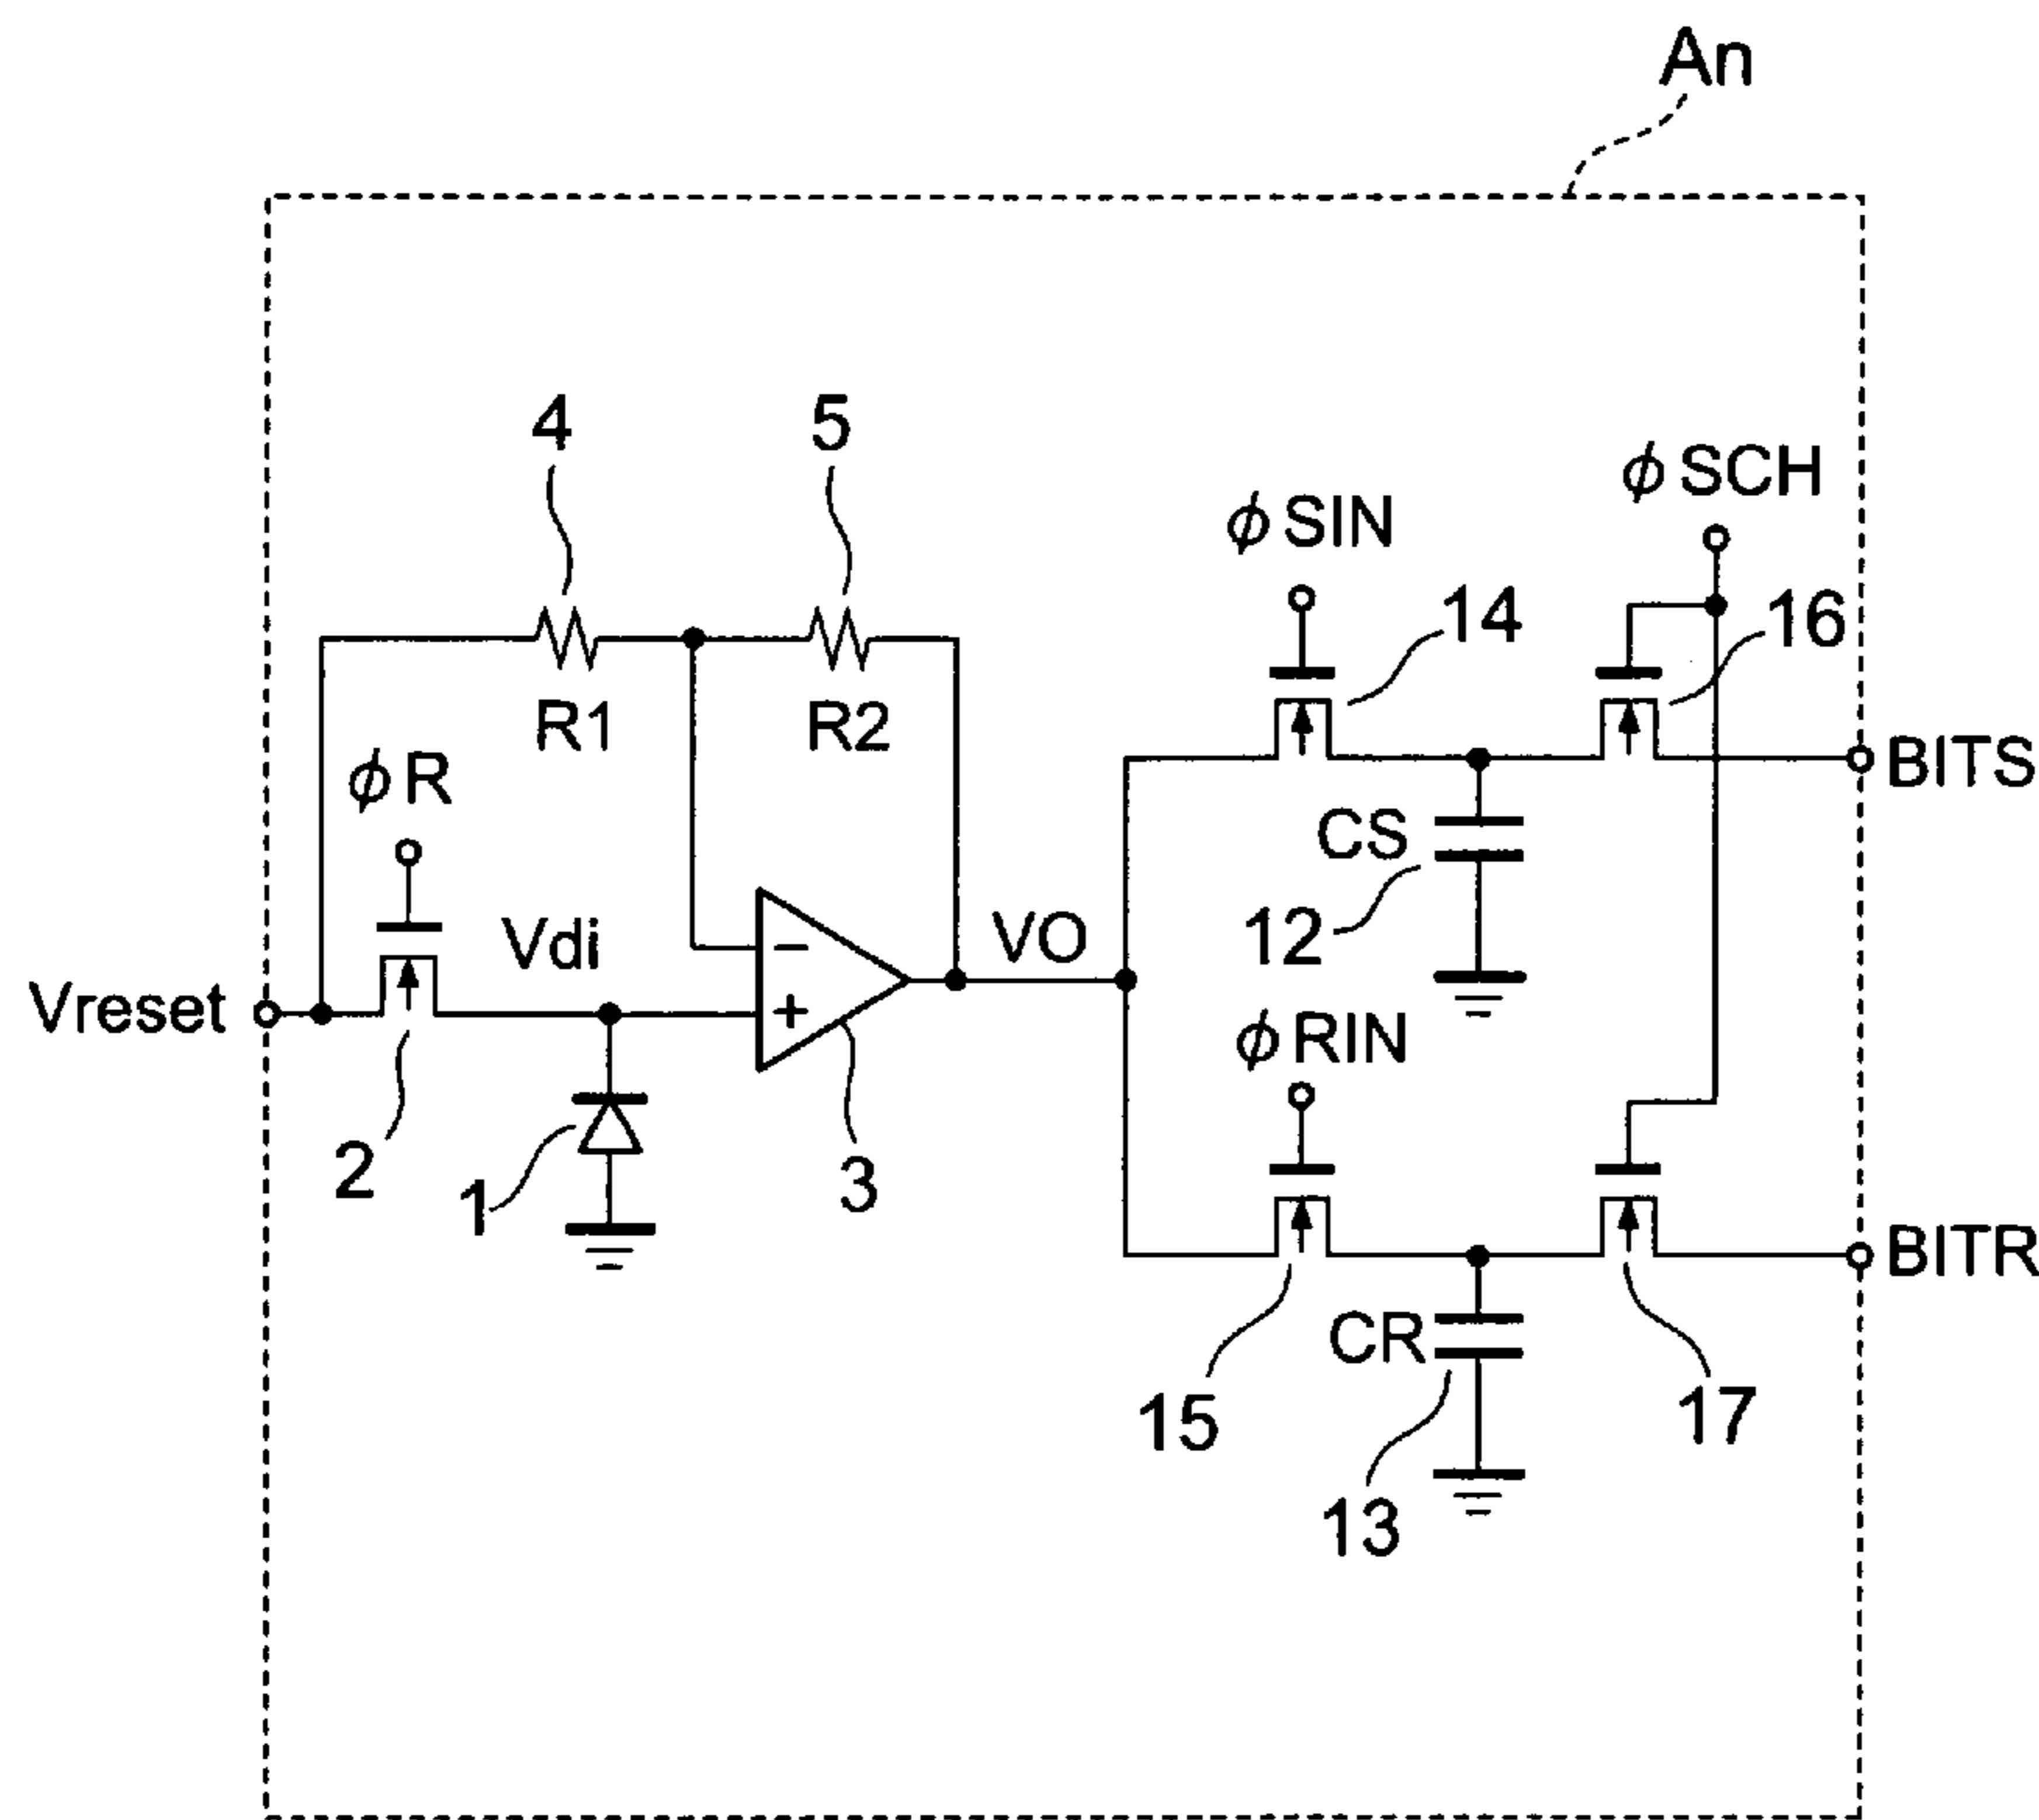 An
4
5
φSCH
φSIN
14
16
R1
R2
φR
BITS
CS
Vdi
VO
12
Vreset
−
+
φRIN
2
1
3
BITR
CR
15
17
13